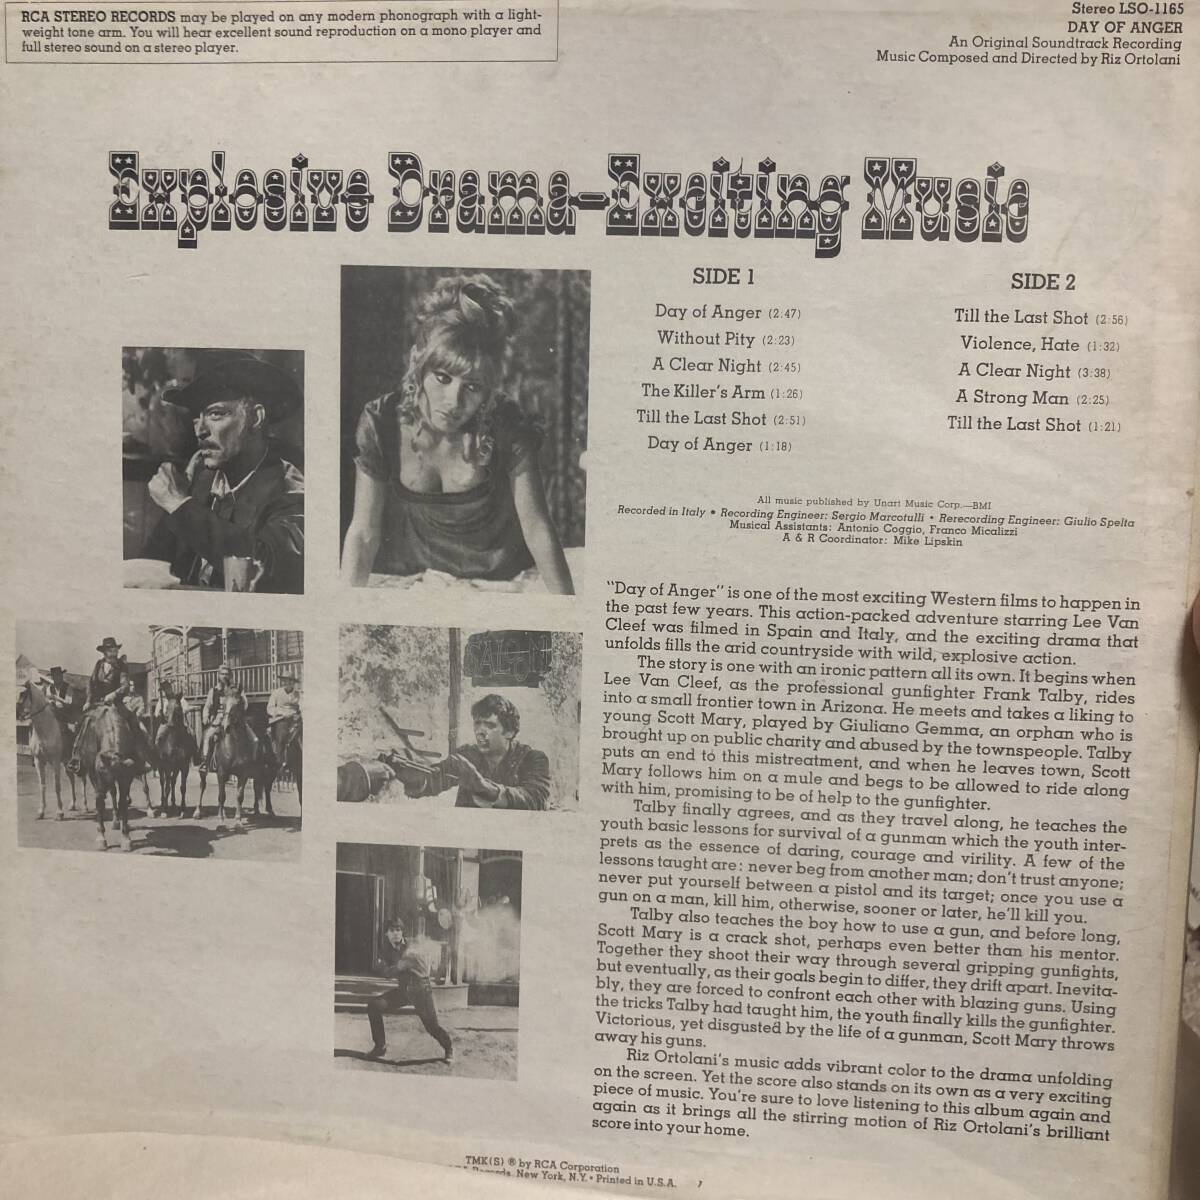 RCA STEREO RECORDS may be played on any modern phonograph with a light-
weight tone arm. You will hear excellent sound reproduction on a mono player and
full stereo sound on a stereo player.
Stereo LSO-1165
DAY OF ANGER
An Original Soundtrack Recording
Music Composed and Directed by Riz Ortolani
Explosive Drama—Exciting Music
SIDE 1
Day of Anger (2:47)
Without Pity (2:23)
A Clear Night (2:45)
The Killer's Arm (1:26)
Till the Last Shot (2:51)
Day of Anger (1:18)
SIDE 2
Till the Last Shot (2:56)
Violence, Hate (1:32)
A Clear Night (3:38)
A Strong Man (2:25)
Till the Last Shot (1:21)
All music published by Unart Music Corp.—BMI
Recorded in Italy • Recording Engineer: Sergio Marcotulli • Rerecording Engineer: Giulio Spelta
Musical Assistants: Antonio Coggio, Franco Micalizzi
A & R Coordinator: Mike Lipskin
SALOON
"Day of Anger" is one of the most exciting Western films to happen in
the past few years. This action-packed adventure starring Lee Van
Cleef was filmed in Spain and Italy, and the exciting drama that
unfolds fills the arid countryside with wild, explosive action.
The story is one with an ironic pattern all its own. It begins when
Lee Van Cleef, as the professional gunfighter Frank Talby, rides
into a small frontier town in Arizona. He meets and takes a liking to
young Scott Mary, played by Giuliano Gemma, an orphan who is
brought up on public charity and abused by the townspeople. Talby
puts an end to this mistreatment, and when he leaves town, Scott
Mary follows him on a mule and begs to be allowed to ride along
with him, promising to be of help to the gunfighter.
Talby finally agrees, and as they travel along, he teaches the
youth basic lessons for survival of a gunman which the youth inter-
prets as the essence of daring, courage and virility. A few of the
lessons taught are: never beg from another man; don't trust anyone;
never put yourself between a pistol and its target; once you use a
gun on a man, kill him, otherwise, sooner or later, he'll kill you.
Talby also teaches the boy how to use a gun, and before long,
Scott Mary is a crack shot, perhaps even better than his mentor.
Together they shoot their way through several gripping gunfights,
but eventually, as their goals begin to differ, they drift apart. Inevita-
bly, they are forced to confront each other with blazing guns. Using
the tricks Talby had taught him, the youth finally kills the gunfighter.
Victorious, yet disgusted by the life of a gunman, Scott Mary throws
away his guns.
Riz Ortolani's music adds vibrant color to the drama unfolding
on the screen. Yet the score also stands on its own as a very exciting
piece of music. You're sure to love listening to this album again and
again as it brings all the stirring motion of Riz Ortolani's brilliant
score into your home.
TMK(S) ® by RCA Corporation
Records, New York, N.Y. • Printed in U.S.A.